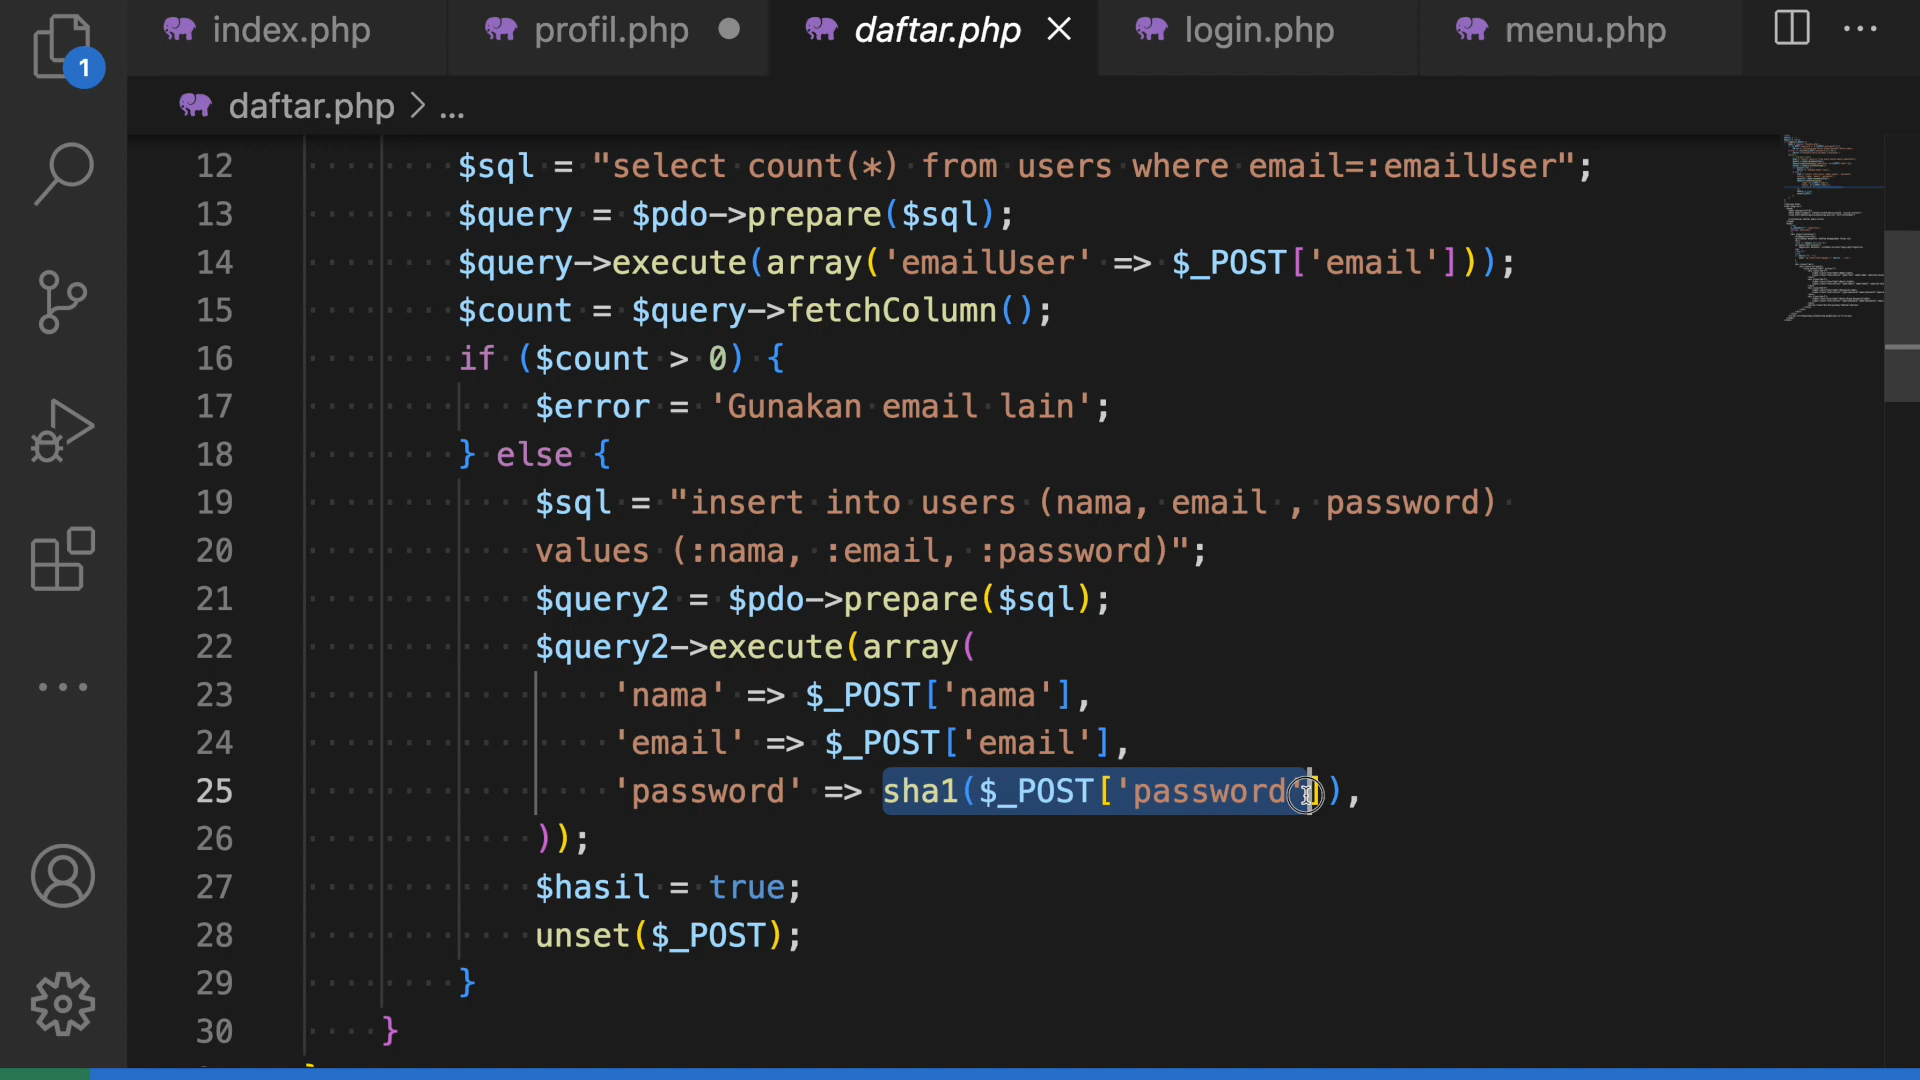 index.php profil.php daftar.php login.php menu.php
1
daftar.php > ...
12 $sql = "select count(*) from users where email=:emailUser";
13 $query = $pdo->prepare($sql);
14 $query->execute(array('emailUser' => $_POST['email']));
15 $count = $query->fetchColumn();
16 if ($count > 0) {
17 $error = 'Gunakan email lain';
18 } else {
19 $sql = "insert into users (nama, email , password)
20 values (:nama, :email, :password)";
21 $query2 = $pdo->prepare($sql);
22 $query2->execute(array(
23 'nama' => $_POST['nama'],
24 'email' => $_POST['email'],
25 'password' => sha1($_POST['password']),
26 ));
27 $hasil = true;
28 unset($_POST);
29 }
30 }